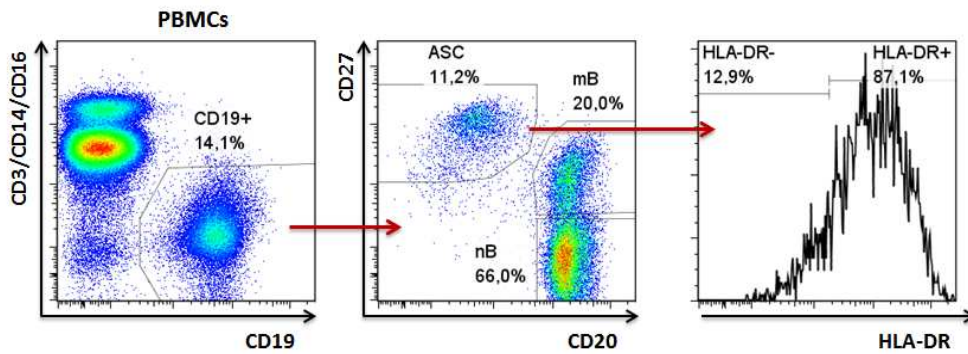 PBMCs
CD3/CD14/CD16
CD19+
14,1%
CD19
CD27
ASC
11,2%
mB
20,0%
nB
66,0%
CD20
HLA-DR-
12,9%
HLA-DR+
87,1%
HLA-DR